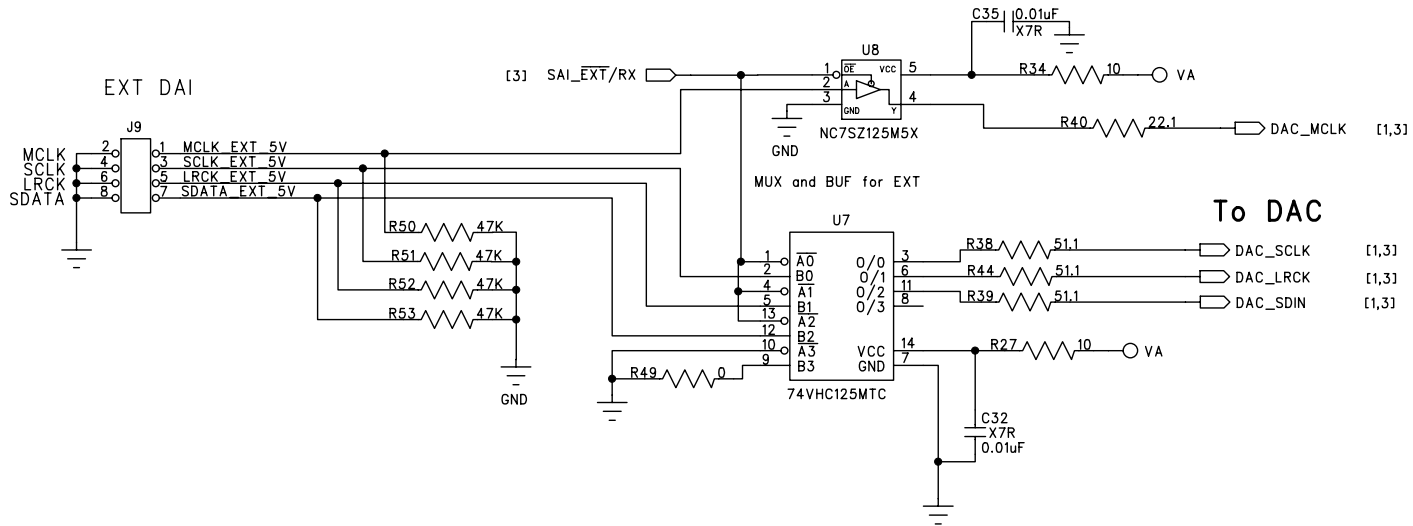 C35 0.01uF
X7R
U8
[3] SAI_EXT/RX
1 OE VCC 5
R34 10 VA
2 A
3 GND Y 4
NC7SZ125M5X
GND
R40 22.1 DAC_MCLK [1,3]
MUX and BUF for EXT
EXT DAI
J9
MCLK 2 1 MCLK_EXT_5V
SCLK 4 3 SCLK_EXT_5V
LRCK 6 5 LRCK_EXT_5V
SDATA 8 7 SDATA_EXT_5V
R50 47K
R51 47K
R52 47K
R53 47K
GND
To DAC
U7
1 A0 O/0 3
2 B0 O/1 6
4 A1 O/2 11
5 B1 O/3 8
13 A2
12 B2
10 A3 VCC 14
9 B3 GND 7
74VHC125MTC
R49 0
R38 51.1 DAC_SCLK [1,3]
R44 51.1 DAC_LRCK [1,3]
R39 51.1 DAC_SDIN [1,3]
R27 10 VA
C32
X7R
0.01uF